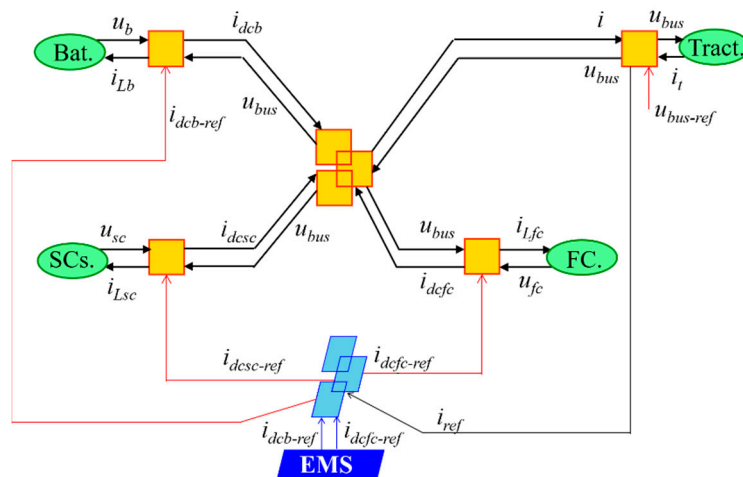 u_b
i_dcb
u_bus
Bat.
Tract.
i_Lb
u_bus
u_bus
i_t
i_dcb-ref
u_bus-ref
i
u_sc
i_dcsc
u_bus
i_Lfc
SCs.
u_bus
FC.
i_Lsc
i_dcfc
u_fc
i_dcsc-ref
i_dcfc-ref
i_ref
i_dcb-ref
i_dcfc-ref
EMS